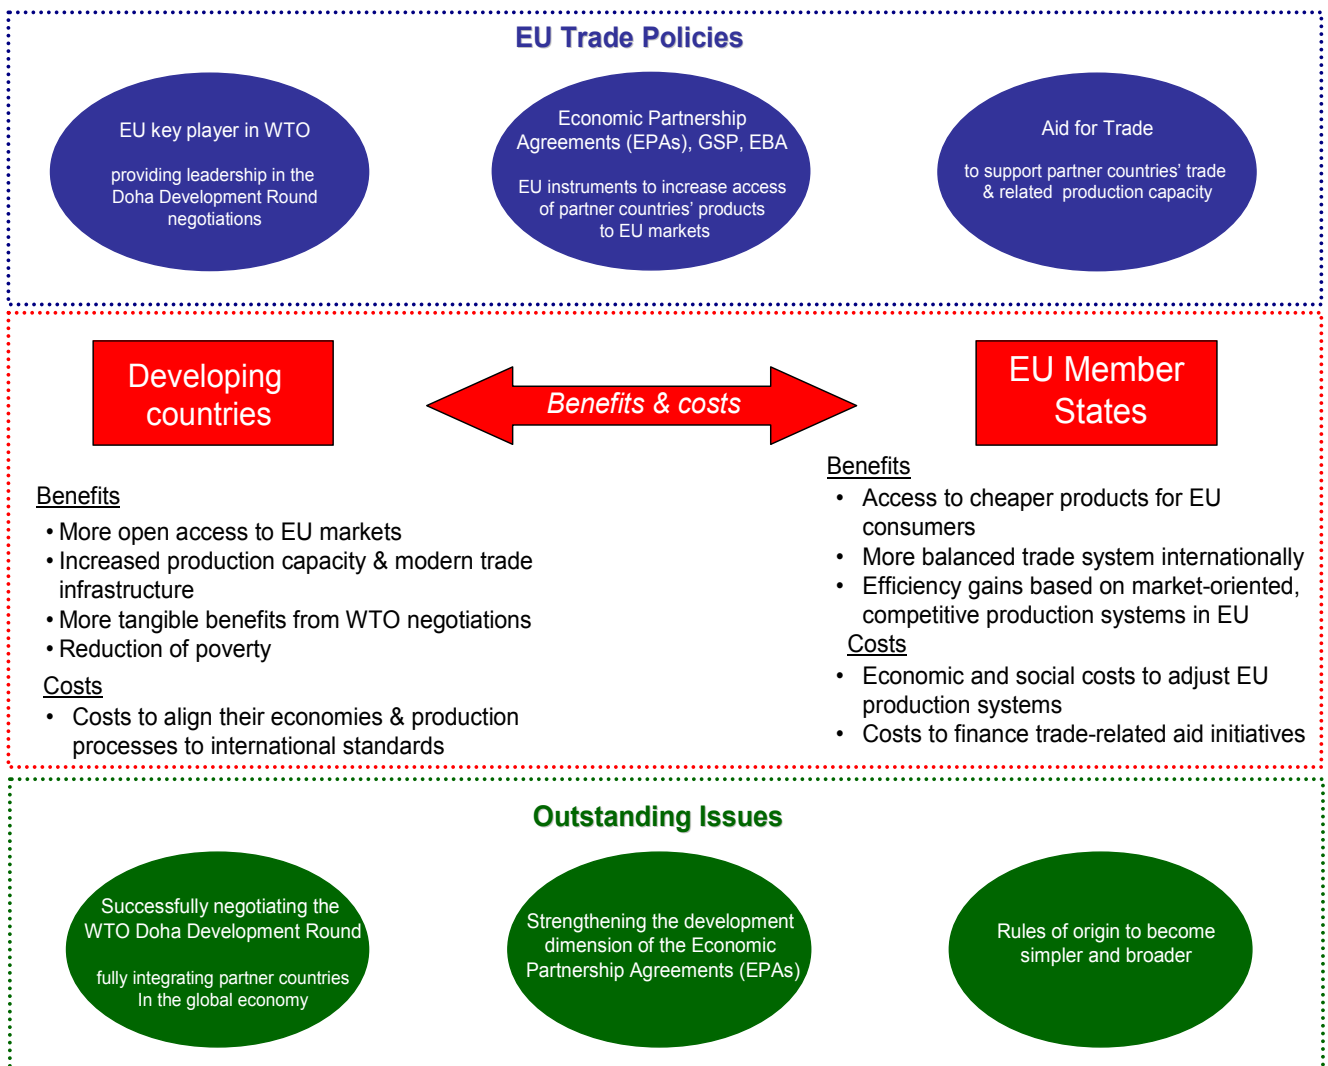 EU Trade Policies
EU key player in WTO
providing leadership in the
Doha Development Round
negotiations
Economic Partnership
Agreements (EPAs), GSP, EBA
EU instruments to increase access
of partner countries' products
to EU markets
Aid for Trade
to support partner countries' trade
& related production capacity
Developing
countries
Benefits & costs
EU Member
States
Benefits
• More open access to EU markets
• Increased production capacity & modern trade
infrastructure
• More tangible benefits from WTO negotiations
• Reduction of poverty
Costs
• Costs to align their economies & production
processes to international standards
Benefits
• Access to cheaper products for EU
consumers
• More balanced trade system internationally
• Efficiency gains based on market-oriented,
competitive production systems in EU
Costs
• Economic and social costs to adjust EU
production systems
• Costs to finance trade-related aid initiatives
Outstanding Issues
Successfully negotiating the
WTO Doha Development Round
fully integrating partner countries
In the global economy
Strengthening the development
dimension of the Economic
Partnership Agreements (EPAs)
Rules of origin to become
simpler and broader